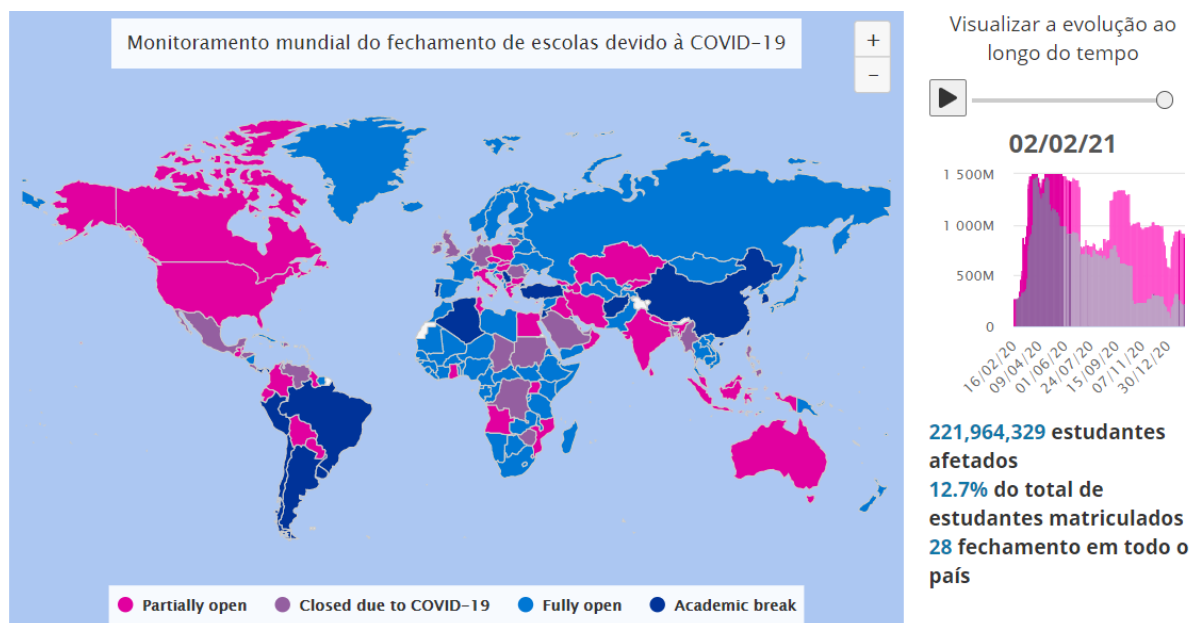 Monitoramento mundial do fechamento de escolas devido à COVID-19
+
−
Partially open
Closed due to COVID-19
Fully open
Academic break
Visualizar a evolução ao
longo do tempo
02/02/21
1 500M
1 000M
500M
0
16/02/20
09/04/20
01/06/20
24/07/20
15/09/20
07/11/20
30/12/20
221,964,329 estudantes
afetados
12.7% do total de
estudantes matriculados
28 fechamento em todo o
país